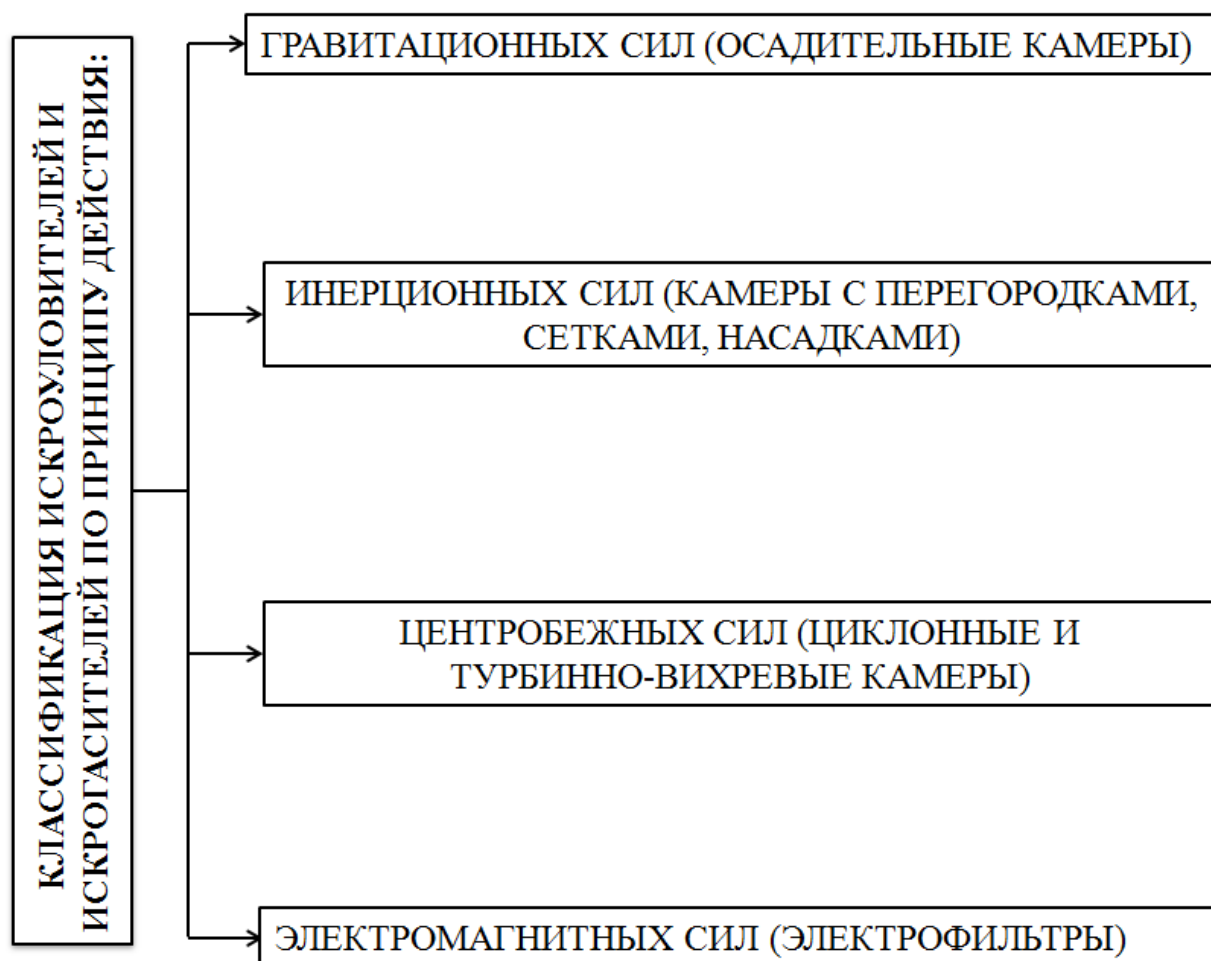 КЛАССИФИКАЦИЯ ИСКРОУЛОВИТЕЛЕЙ И
ИСКРОГАСИТЕЛЕЙ ПО ПРИНЦИПУ ДЕЙСТВИЯ:
ГРАВИТАЦИОННЫХ СИЛ (ОСАДИТЕЛЬНЫЕ КАМЕРЫ)
ИНЕРЦИОННЫХ СИЛ (КАМЕРЫ С ПЕРЕГОРОДКАМИ,
СЕТКАМИ, НАСАДКАМИ)
ЦЕНТРОБЕЖНЫХ СИЛ (ЦИКЛОННЫЕ И
ТУРБИННО-ВИХРЕВЫЕ КАМЕРЫ)
ЭЛЕКТРОМАГНИТНЫХ СИЛ (ЭЛЕКТРОФИЛЬТРЫ)